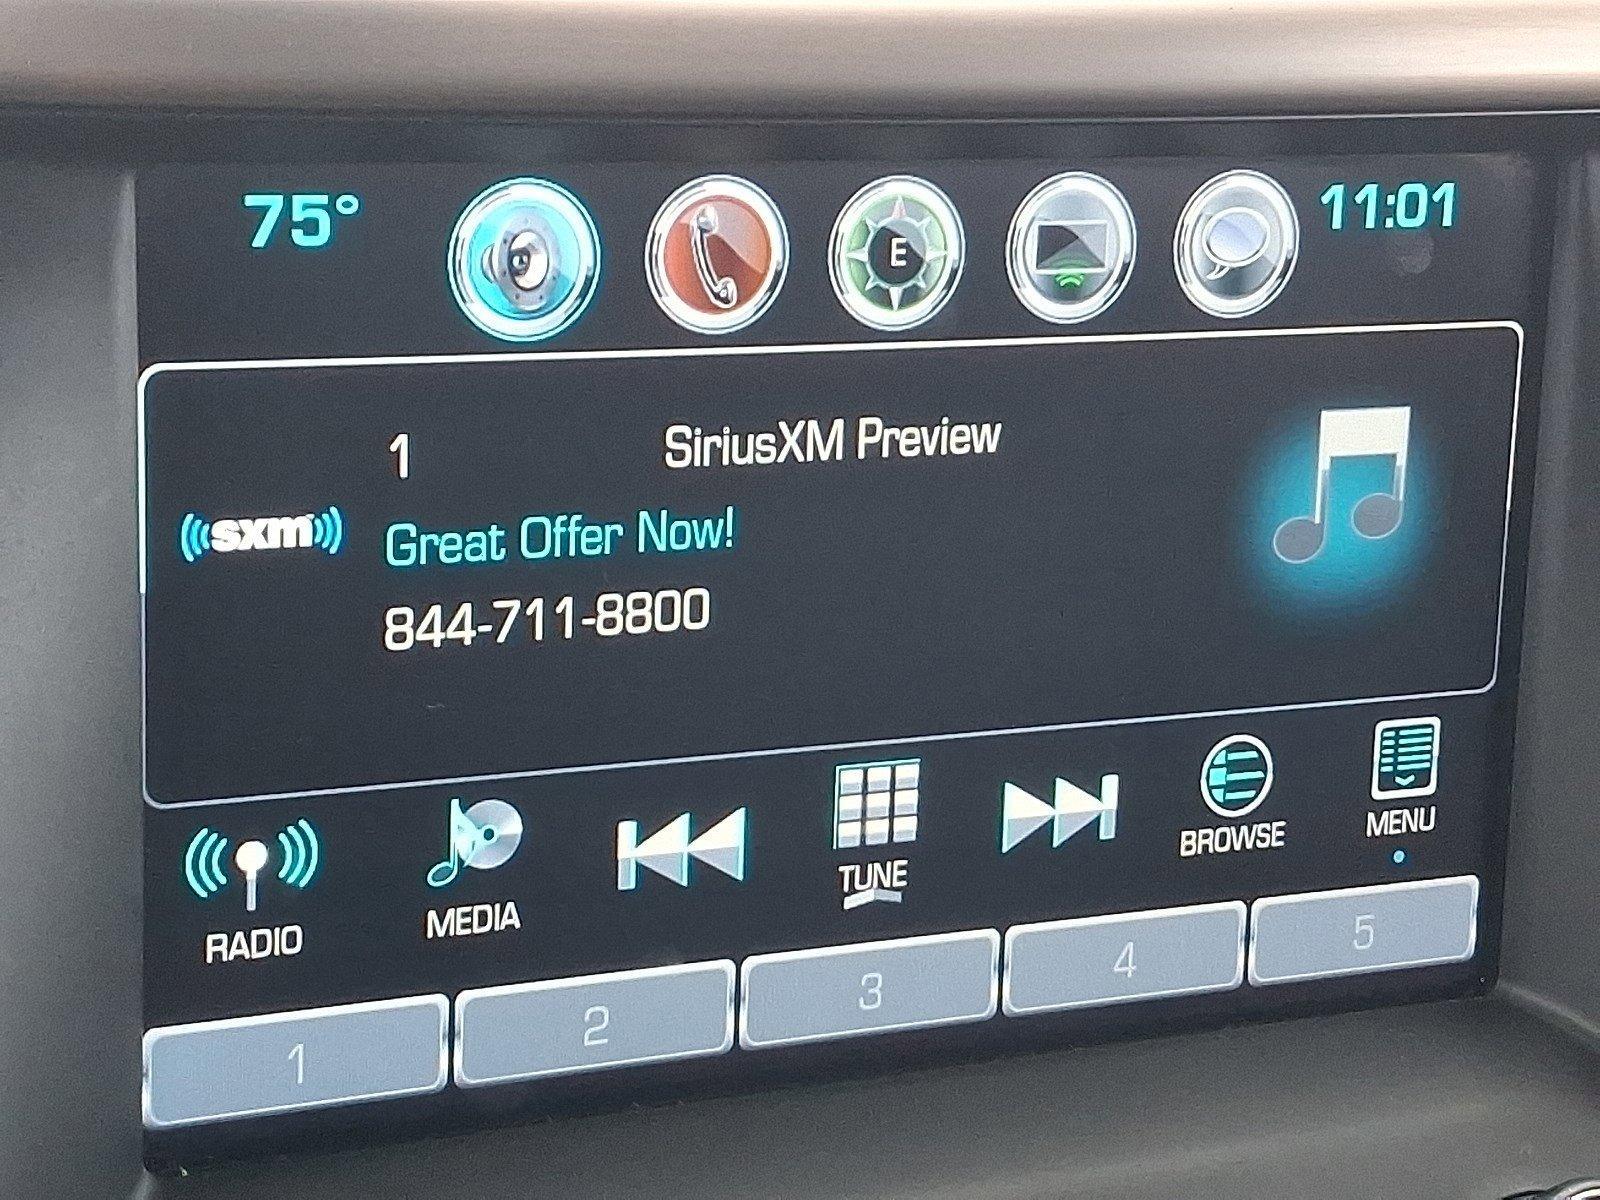 75° E 11:01
1 SiriusXM Preview
((sxm)) Great Offer Now!
844-711-8800
RADIO MEDIA TUNE BROWSE MENU
1 2 3 4 5